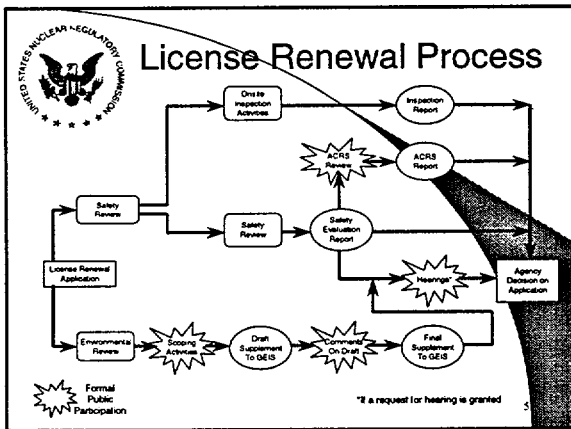 UNITED STATES NUCLEAR REGULATORY COMMISSION
License Renewal Process
Onsite
Inspection
Activities
Inspection
Report
ACRS
Review
ACRS
Report
Safety
Review
Safety
Review
Safety
Evaluation
Report
License Renewal
Application
Hearings*
Agency
Decision on
Application
Environmental
Review
Scoping
Activities
Draft
Supplement
To GEIS
Comments
On Draft
Final
Supplement
To GEIS
Formal
Public
Participation
*If a request for hearing is granted
5